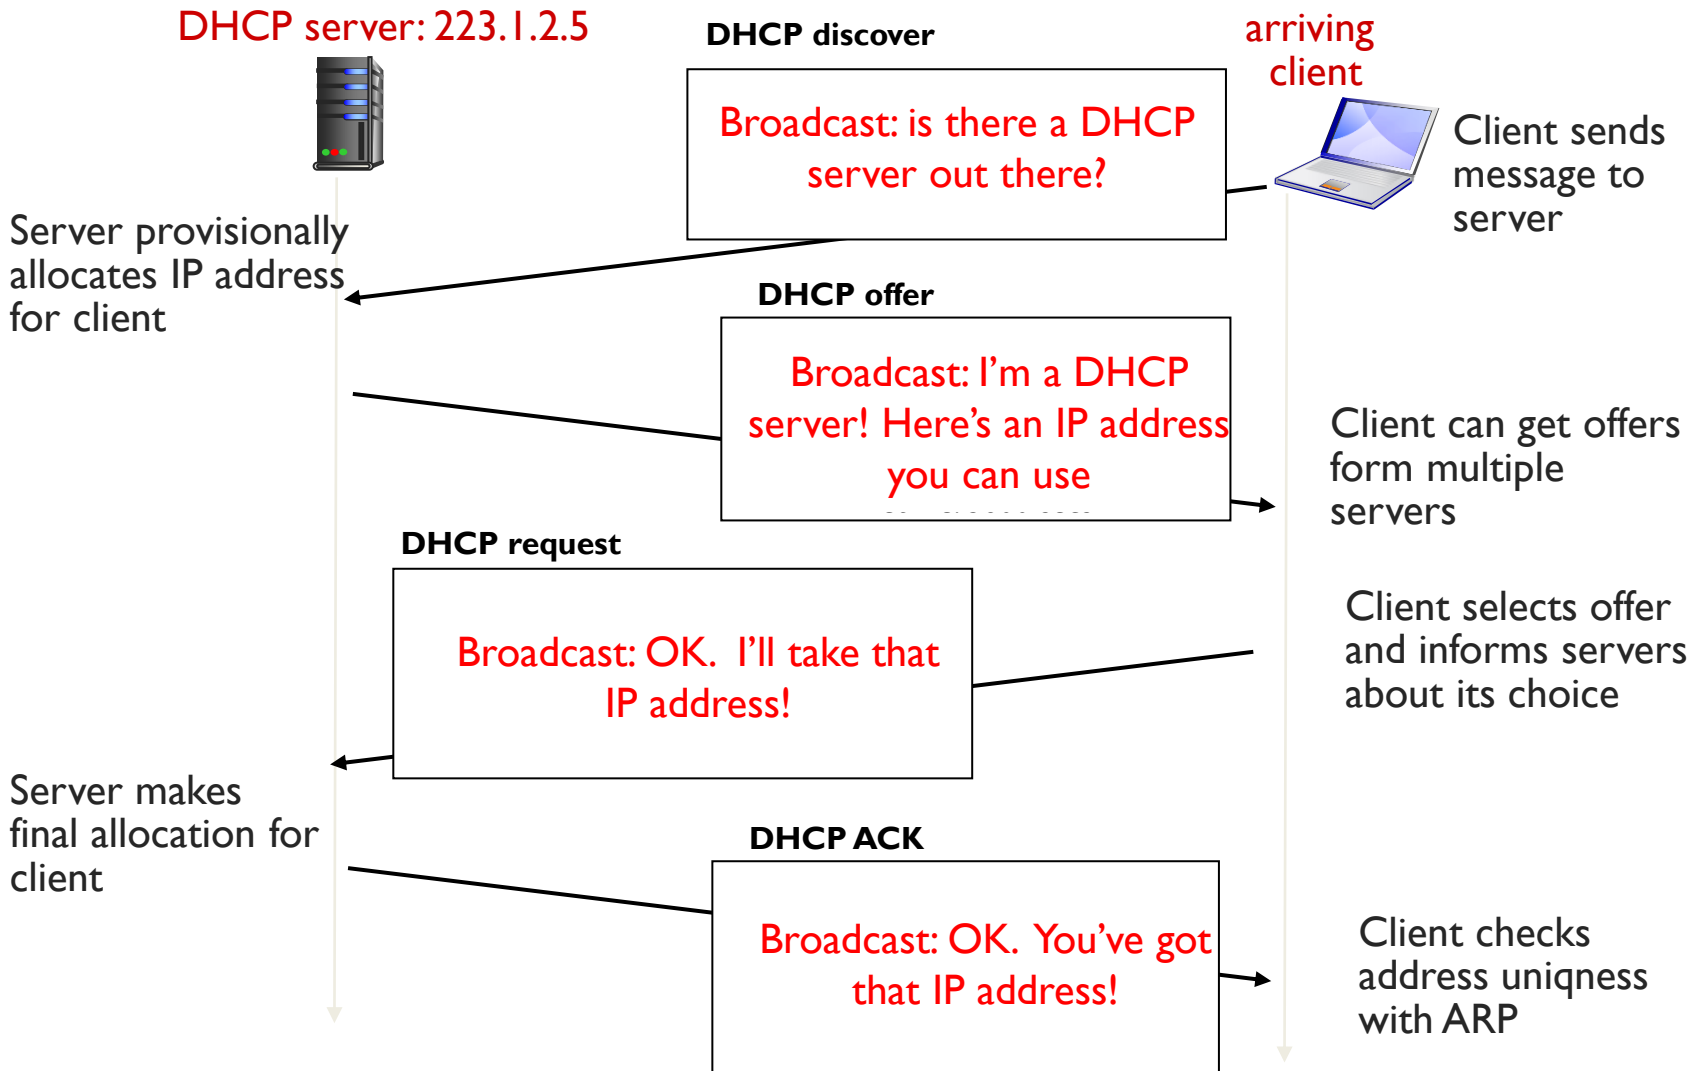 DHCP server: 223.1.2.5
DHCP discover
arriving
client
Broadcast: is there a DHCP
server out there?
Client sends
message to
server
Server provisionally
allocates IP address
for client
DHCP offer
Broadcast: I'm a DHCP
server! Here's an IP address
you can use
Client can get offers
form multiple
servers
DHCP request
Broadcast: OK. I'll take that
IP address!
Client selects offer
and informs servers
about its choice
Server makes
final allocation for
client
DHCP ACK
Broadcast: OK. You've got
that IP address!
Client checks
address uniqness
with ARP